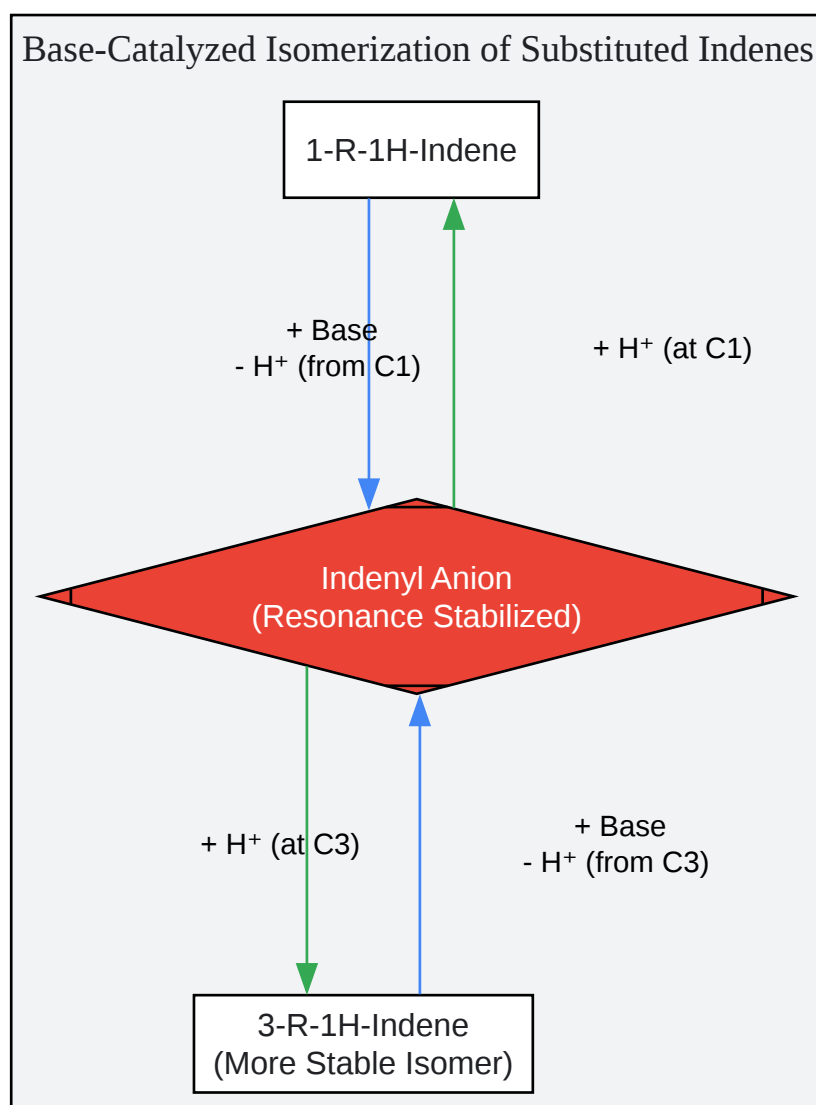 Base-Catalyzed Isomerization of Substituted Indenes
1-R-1H-Indene
+ Base
- H⁺ (from C1)
+ H⁺ (at C1)
Indenyl Anion
(Resonance Stabilized)
+ H⁺ (at C3)
+ Base
- H⁺ (from C3)
3-R-1H-Indene
(More Stable Isomer)